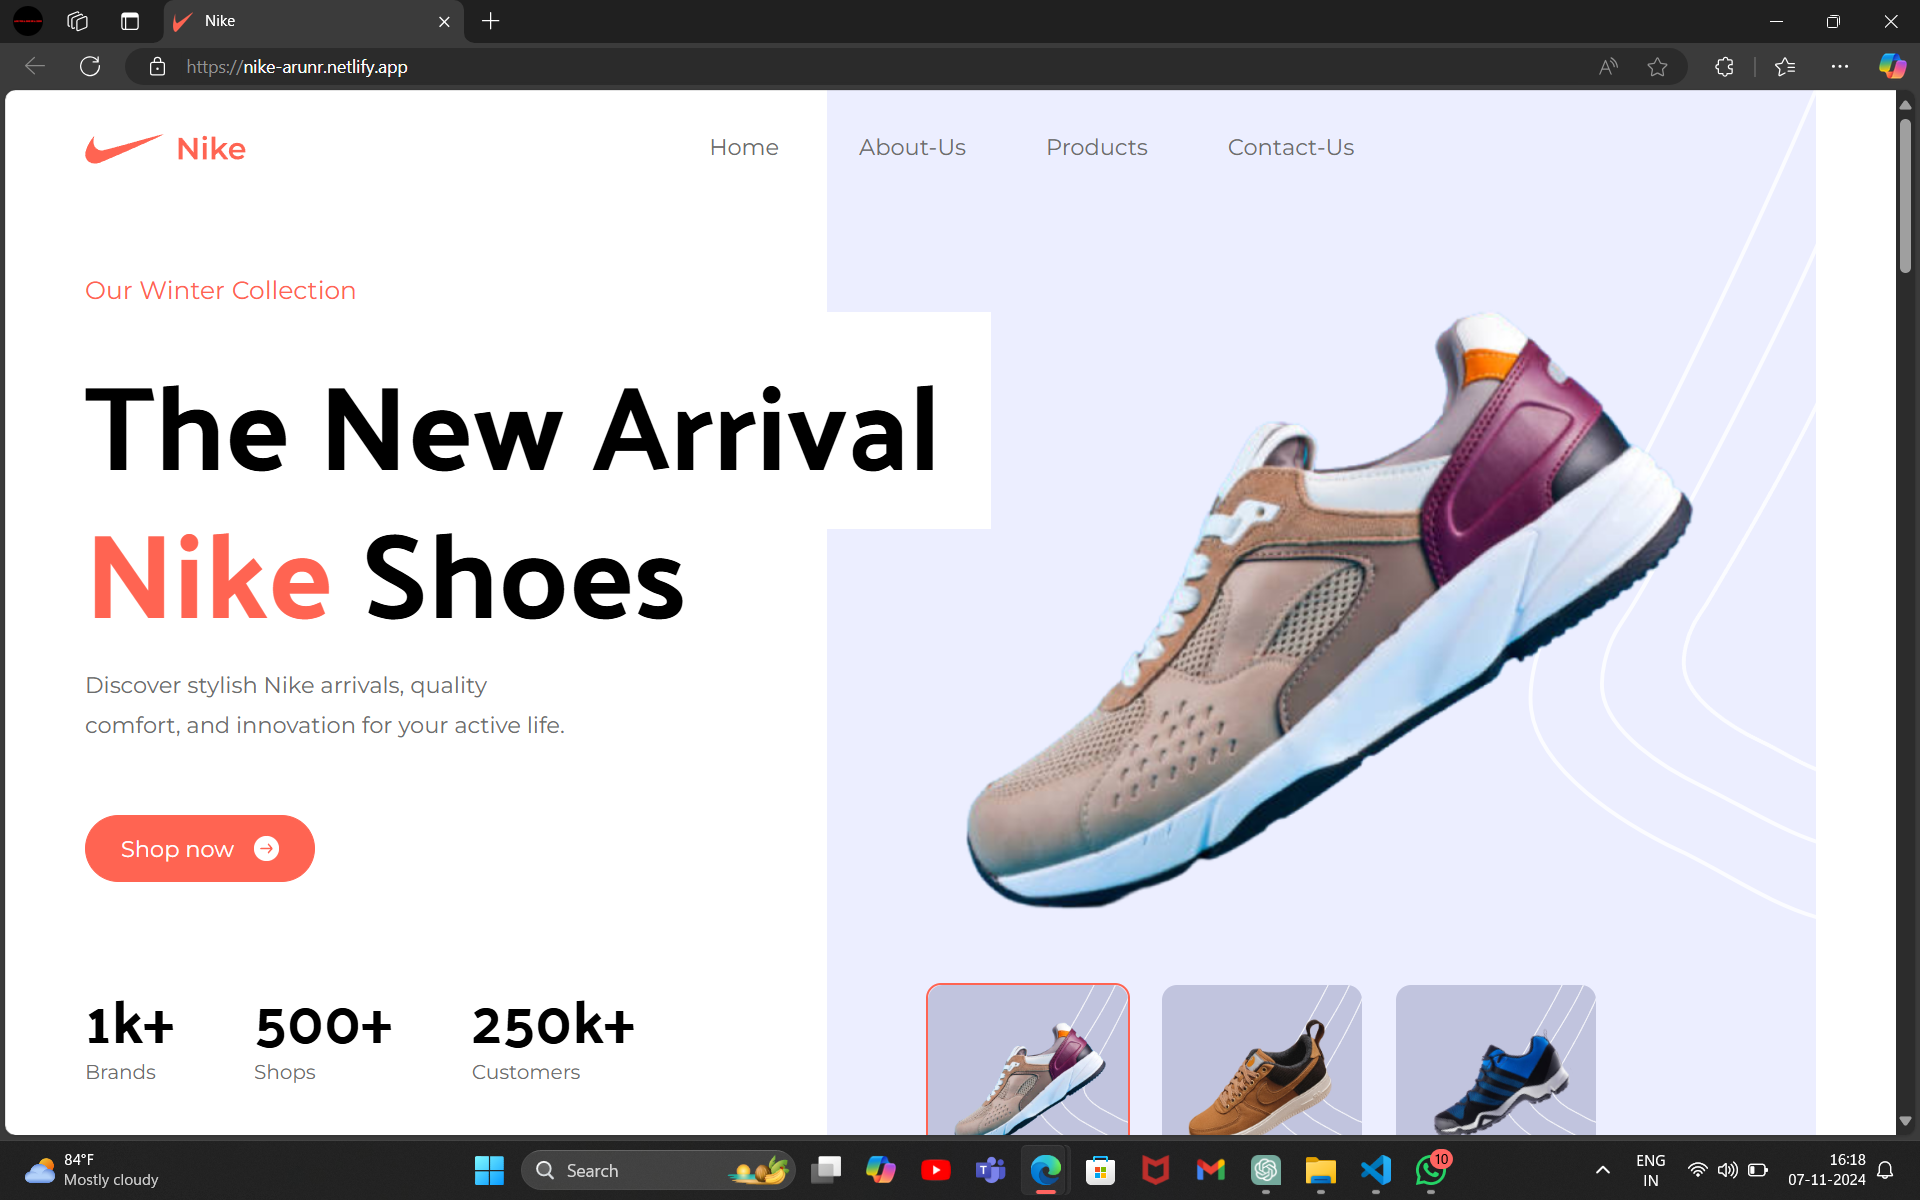 Nike
https://nike-arunr.netlify.app
Nike
Home
About-Us
Products
Contact-Us
Our Winter Collection
The New Arrival
Nike Shoes
Discover stylish Nike arrivals, quality
comfort, and innovation for your active life.
Shop now
1k+
Brands
500+
Shops
250k+
Customers
84°F
Mostly cloudy
Search
10
ENG
IN
16:18
07-11-2024